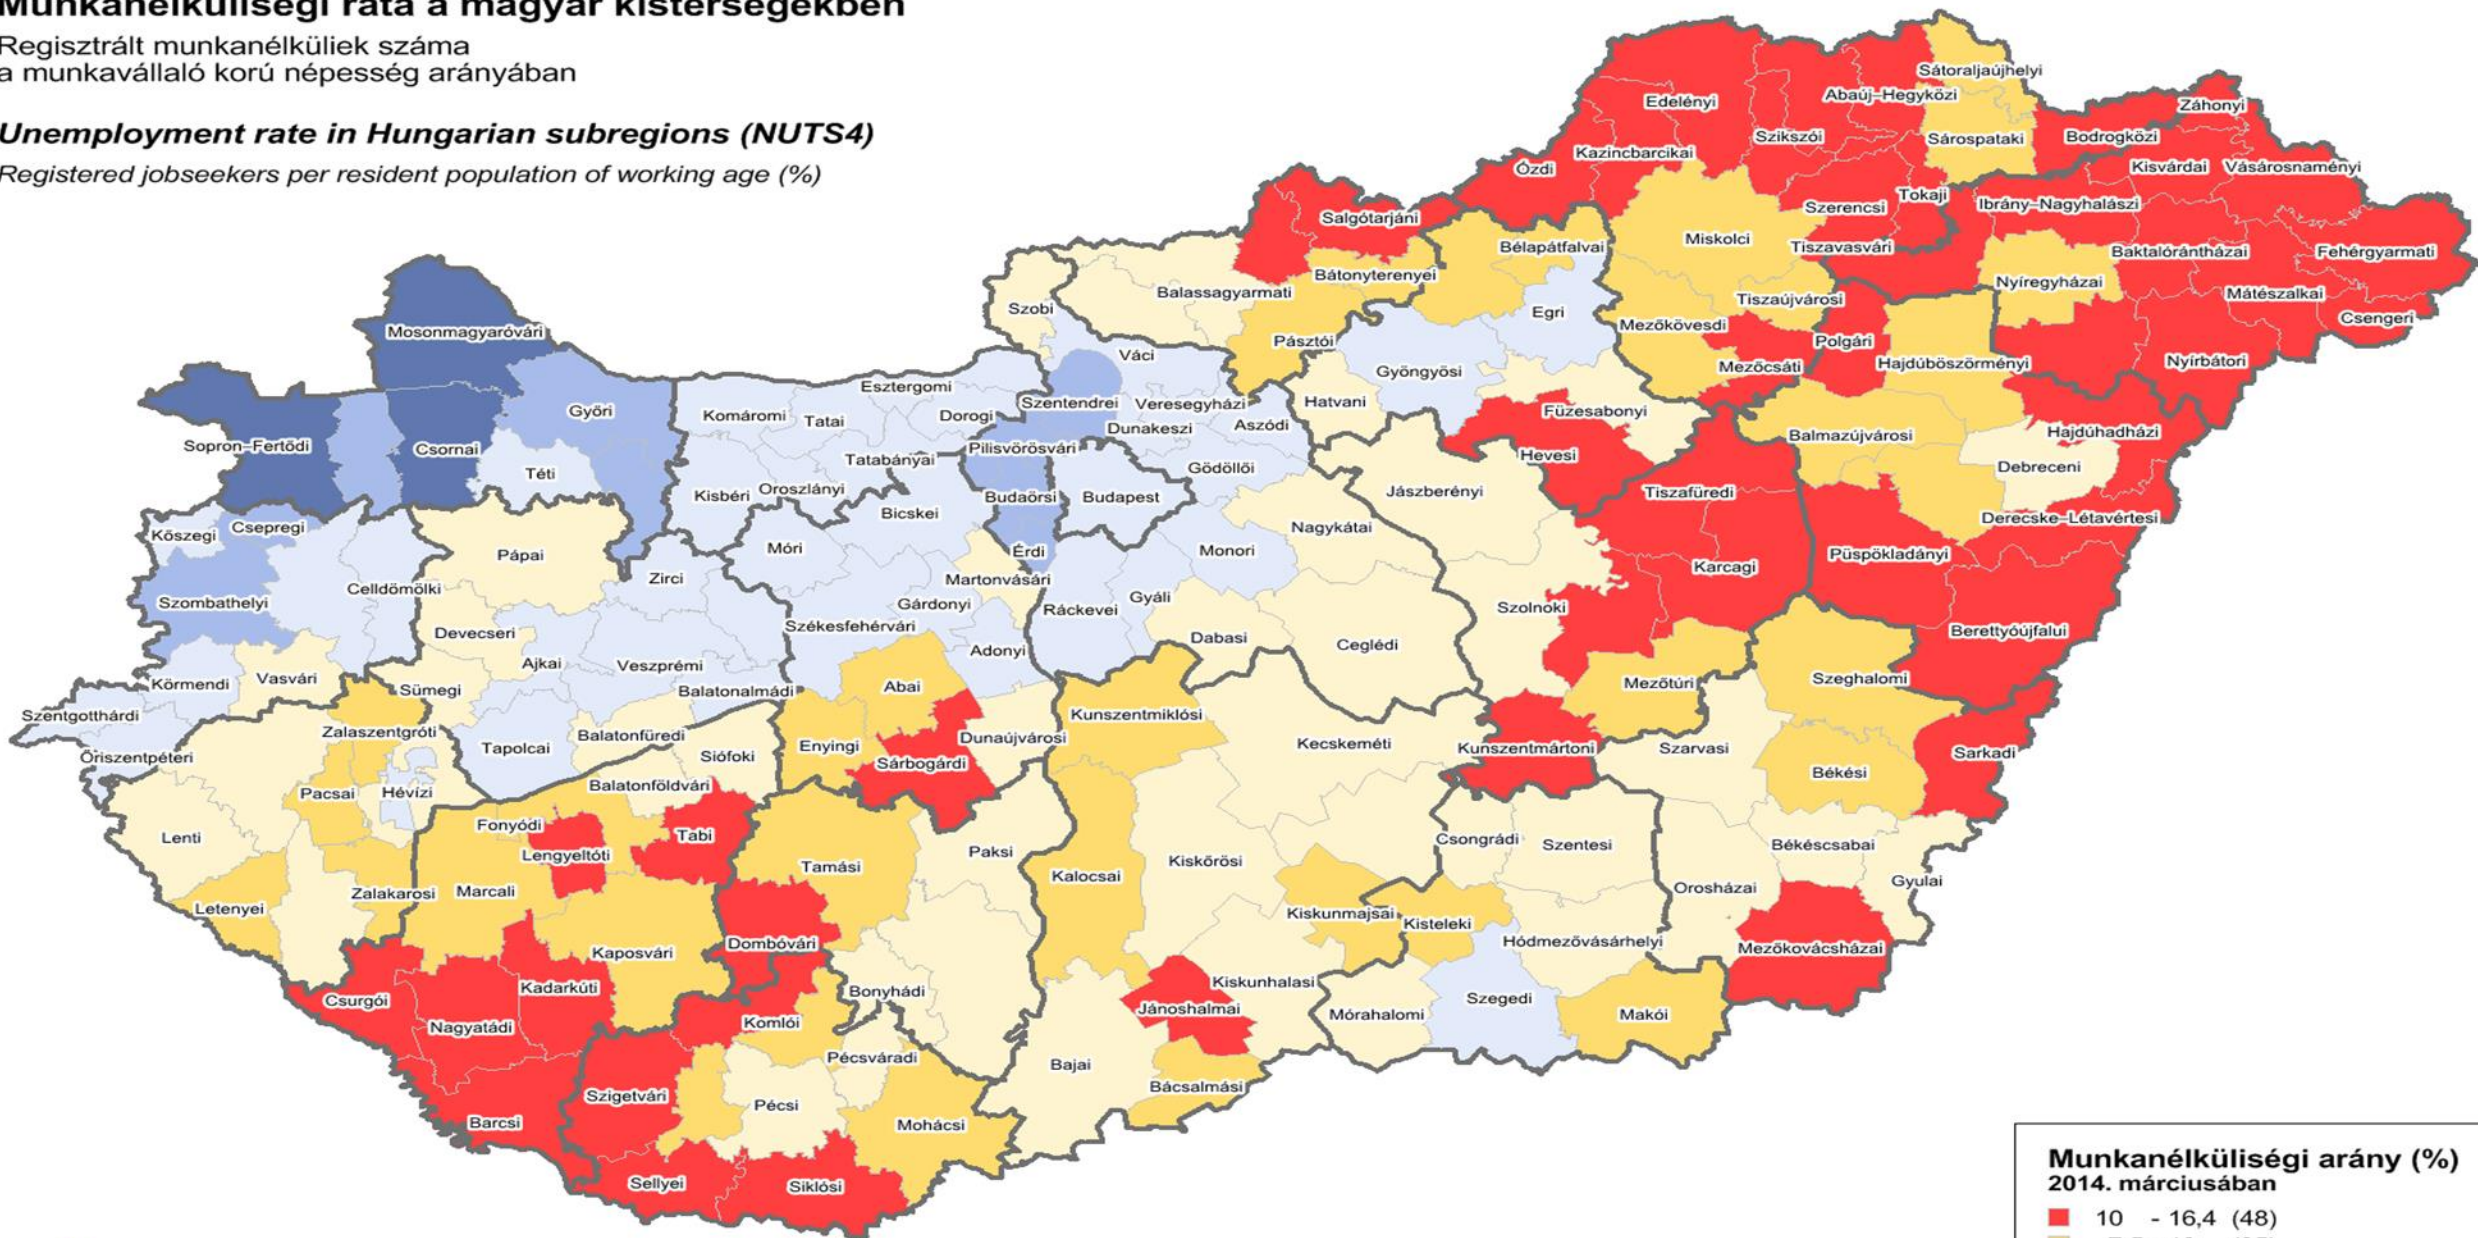 Munkanélküliségi ráta a magyar kistérségekben
Regisztrált munkanélküliek száma
a munkavállaló korú népesség arányában
Unemployment rate in Hungarian subregions (NUTS4)
Registered jobseekers per resident population of working age (%)
Sátoraljaújhelyi
Abaúj–Hegyközi
Edelényi
Záhonyi
Szikszói
Sárospataki
Bodrogközi
Kazincbarcikai
Ózdi
Kisvárdai
Vásárosnaményi
Tokaji
Szerencsi
Ibrány–Nagyhalászi
Salgótarjáni
Miskolci
Bélapátfalvai
Tiszavasvári
Baktalórántházai
Fehérgyarmati
Bátonyterenyei
Nyíregyházai
Balassagyarmati
Mátészalkai
Tiszaújvárosi
Szobi
Egri
Csengeri
Mezőkövesdi
Mosonmagyaróvári
Pásztói
Polgári
Váci
Nyírbátori
Hajdúböszörményi
Mezőcsáti
Gyöngyösi
Esztergomi
Hatvani
Szentendrei
Veresegyházi
Győri
Füzesabonyi
Komáromi
Dorogi
Tatai
Aszódi
Dunakeszi
Hajdúhadházi
Balmazújvárosi
Sopron–Fertődi
Csornai
Pilisvörösvári
Hevesi
Tatabányai
Debreceni
Gödöllői
Téti
Oroszlányi
Jászberényi
Tiszafüredi
Kisbéri
Budaörsi
Budapest
Bicskei
Derecske–Létavértesi
Csepregi
Nagykátai
Kőszegi
Móri
Érdi
Monori
Pápai
Püspökladányi
Karcagi
Zirci
Martonvásári
Celldömölki
Gyáli
Szombathelyi
Gárdonyi
Szolnoki
Ráckevei
Székesfehérvári
Berettyóújfalui
Devecseri
Dabasi
Ceglédi
Adonyi
Ajkai
Veszprémi
Vasvári
Szeghalomi
Körmendi
Mezőtúri
Abai
Sümegi
Balatonalmádi
Szentgotthárdi
Kunszentmiklósi
Zalaszentgróti
Balatonfüredi
Dunaújvárosi
Kecskeméti
Enyingi
Tapolcai
Kunszentmártoni
Szarvasi
Sarkadi
Őriszentpéteri
Siófoki
Sárbogárdi
Békési
Balatonföldvári
Hévízi
Pacsai
Fonyódi
Tabi
Lenti
Csongrádi
Szentesi
Békéscsabai
Paksi
Lengyeltóti
Kiskőrösi
Tamási
Kalocsai
Gyulai
Orosházai
Marcali
Zalakarosi
Letenyei
Kiskunmajsai
Kisteleki
Hódmezővásárhelyi
Dombóvári
Mezőkovácsházai
Kaposvári
Kiskunhalasi
Kadarkúti
Bonyhádi
Szegedi
Csurgói
Jánoshalmai
Mórahalomi
Makói
Komlói
Nagyatádi
Pécsváradi
Bajai
Bácsalmási
Szigetvári
Pécsi
Barcsi
Mohácsi
Sellyei
Siklósi
Munkanélküliségi arány (%)
2014. márciusában
10 - 16,4 (48)